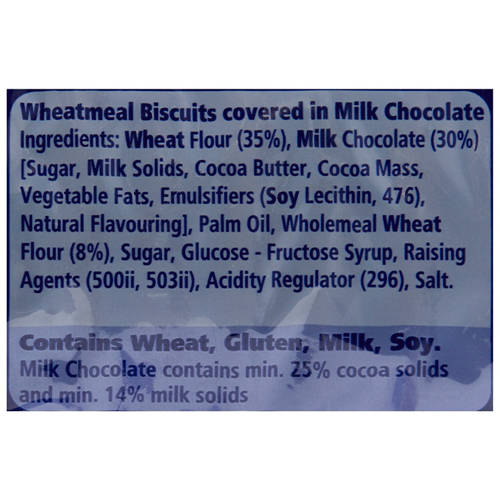 Wheatmeal Biscuits covered in Milk Chocolate
Ingredients: Wheat Flour (35%), Milk Chocolate (30%)
[Sugar, Milk Solids, Cocoa Butter, Cocoa Mass,
Vegetable Fats, Emulsifiers (Soy Lecithin, 476),
Natural Flavouring], Palm Oil, Wholemeal Wheat
Flour (8%), Sugar, Glucose - Fructose Syrup, Raising
Agents (500ii, 503ii), Acidity Regulator (296), Salt.
Contains Wheat, Gluten, Milk, Soy.
Milk Chocolate contains min. 25% cocoa solids
and min. 14% milk solids